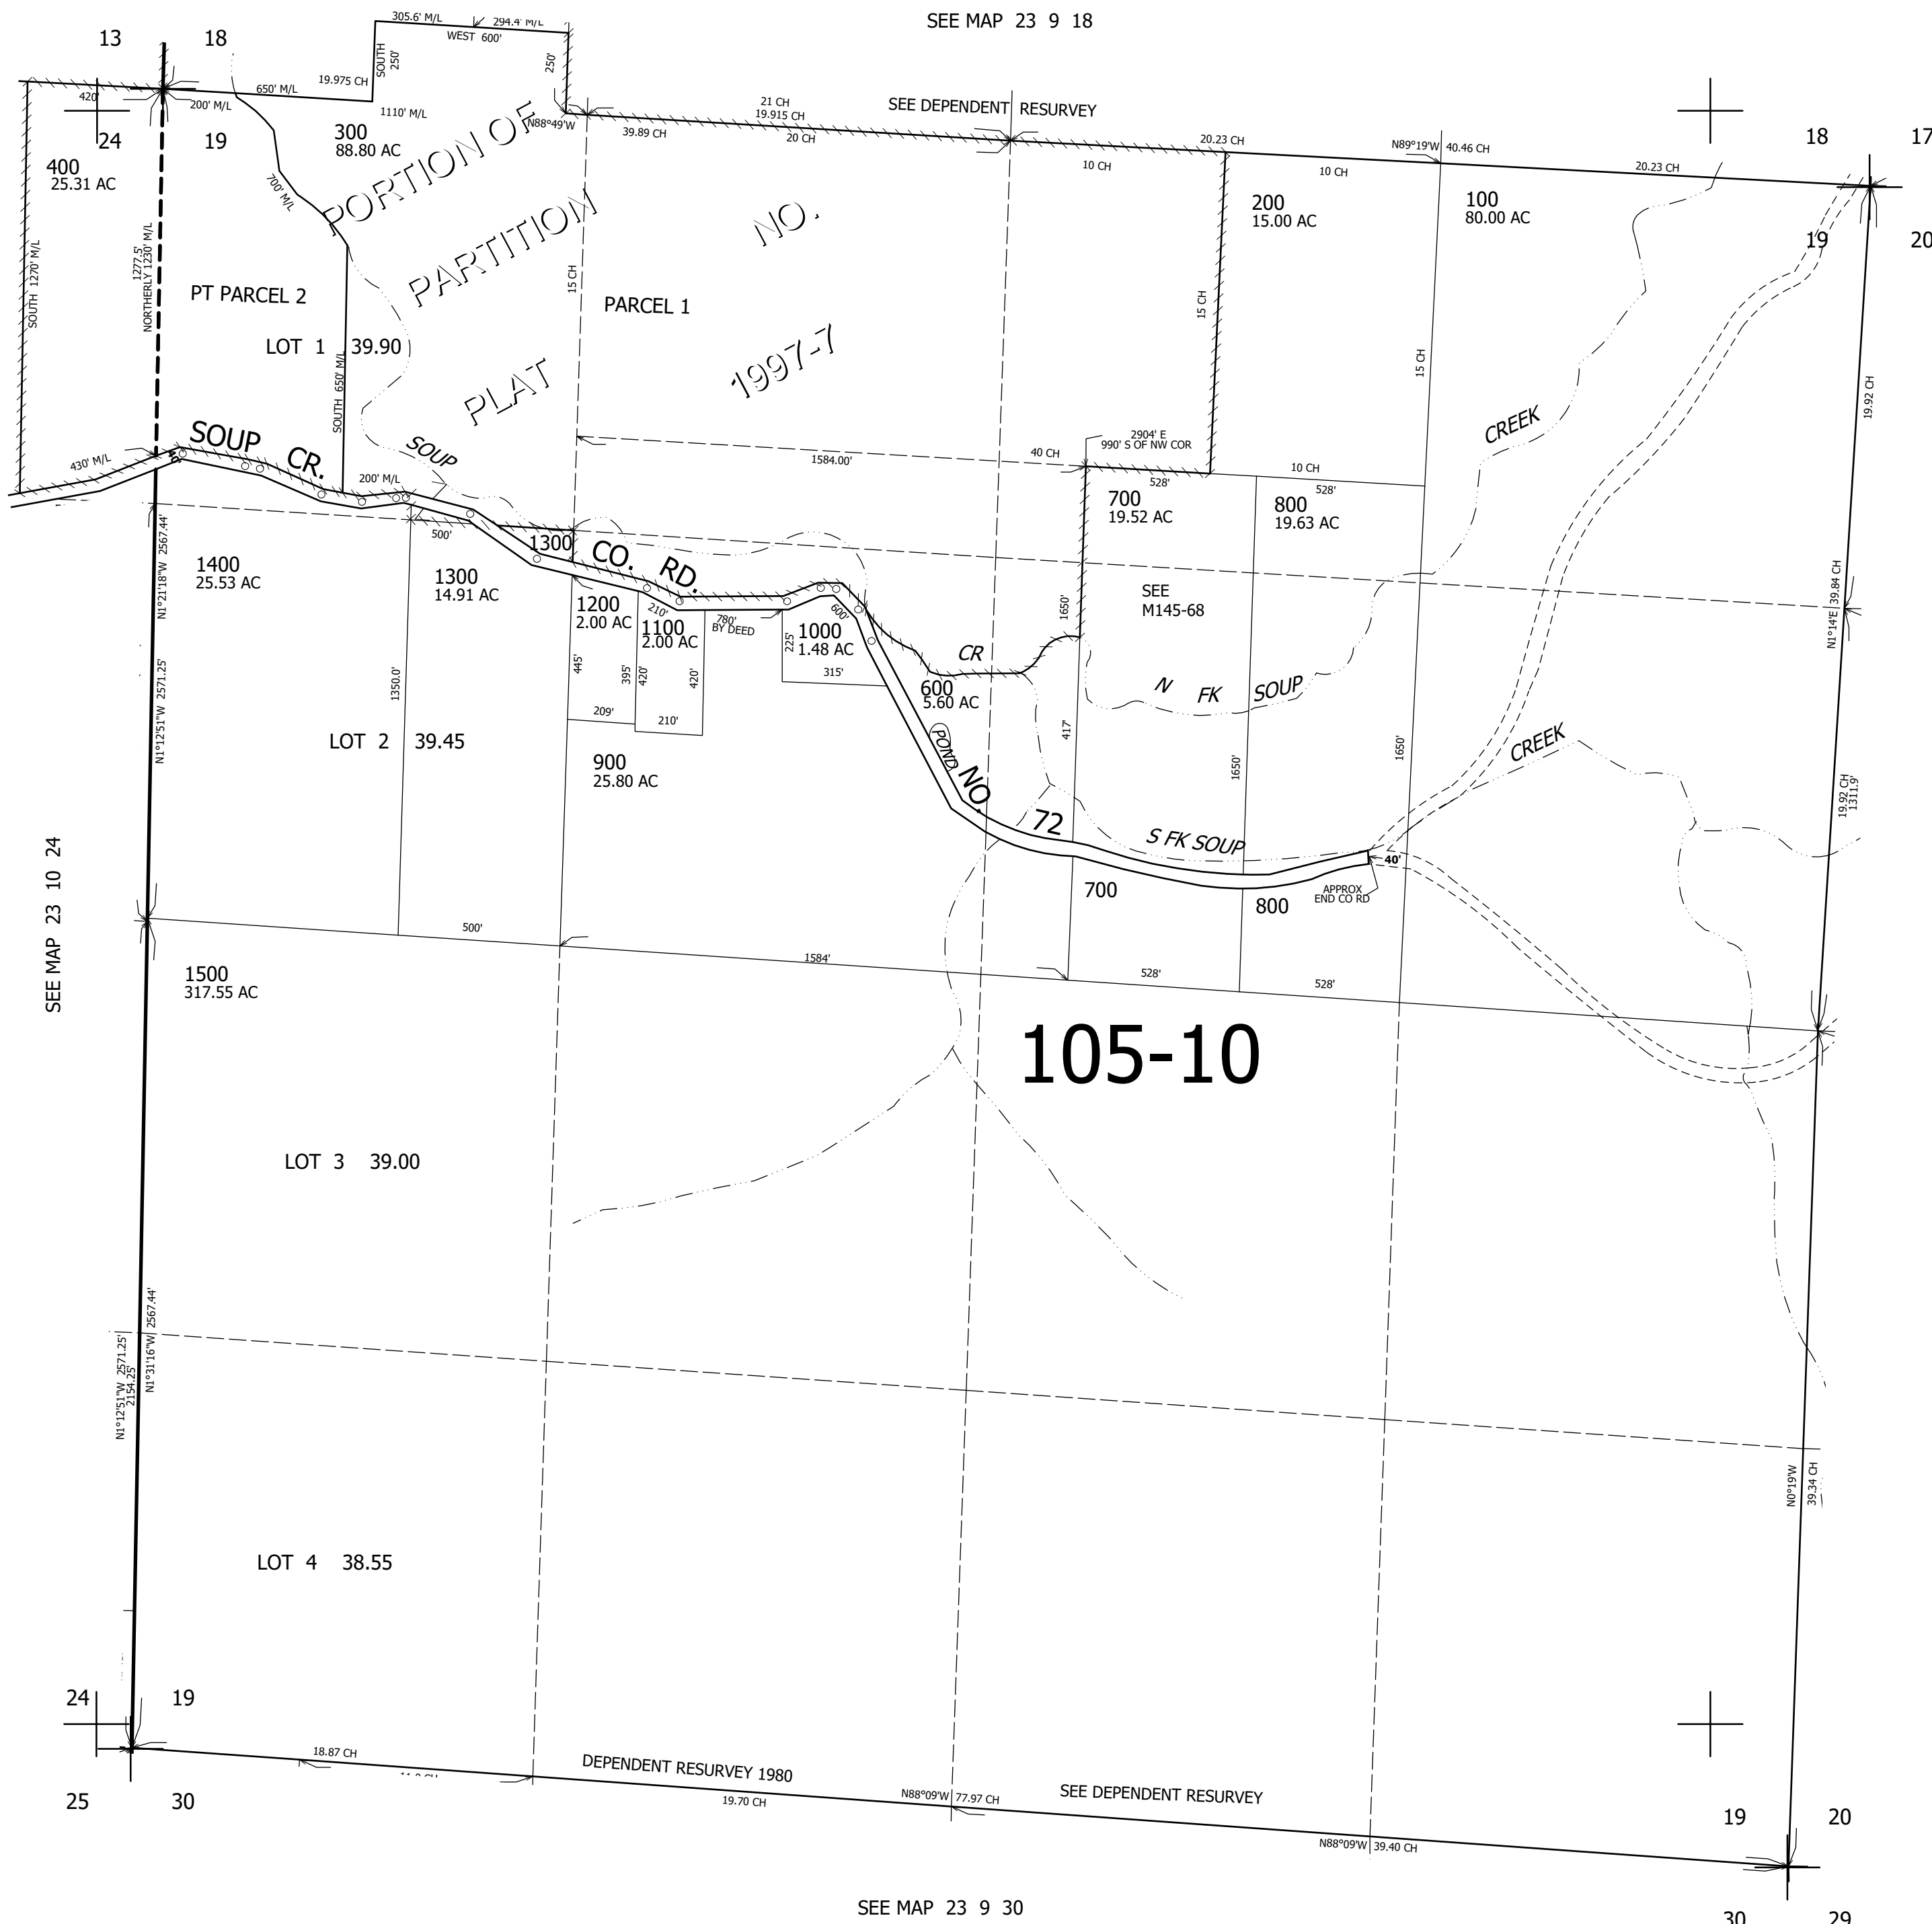 SEE MAP 23 9 18
305.6' M/L
294.4' M/L
WEST 600'
SOUTH
250'
250'
13
18
24
19
420'
200' M/L
650' M/L
19.975 CH
1110' M/L
N88°49'W
39.89 CH
21 CH
19.915 CH
20 CH
SEE DEPENDENT RESURVEY
10 CH
20.23 CH
10 CH
N89°19'W 40.46 CH
20.23 CH
18
17
19
20
400
25.31 AC
300
88.80 AC
200
15.00 AC
100
80.00 AC
700' M/L
PORTION OF
PARTITION
NO.
PLAT
1997-7
SOUTH 1270' M/L
1277.5'
NORTHERLY 1230' M/L
PT PARCEL 2
LOT 1 39.90
SOUTH 650' M/L
15 CH
PARCEL 1
15 CH
15 CH
19.92 CH
CREEK
2904' E
990' S OF NW COR
40 CH
1584.00'
528'
10 CH
528'
430' M/L
40'
SOUP CR.
200' M/L
SOUP
500'
1300
CO. RD.
700
19.52 AC
800
19.63 AC
SEE
M145-68
N1°21'18"W 2567.44'
N1°12'51"W 2571.25'
1400
25.53 AC
1300
14.91 AC
1200
2.00 AC
210'
1100
2.00 AC
780'
BY DEED
1000
1.48 AC
600'
225'
315'
445'
395'
420'
420'
209'
210'
1350.0'
1650'
N1°14'E 39.84 CH
CR
N FK SOUP
600
5.60 AC
417'
1650'
1650'
LOT 2 39.45
900
25.80 AC
POND
NO.
72
S FK SOUP
CREEK
40'
APPROX
END CO RD
19.92 CH
1311.9'
700
800
500'
1584'
528'
528'
SEE MAP 23 10 24
1500
317.55 AC
105-10
LOT 3 39.00
N1°12'51"W 2571.25'
2154.25'
N1°31'16"W 2567.44'
N0°19'W
39.34 CH
LOT 4 38.55
24
19
25
30
18.87 CH
DEPENDENT RESURVEY 1980
19.70 CH
N88°09'W 77.97 CH
SEE DEPENDENT RESURVEY
N88°09'W 39.40 CH
19
20
30
29
SEE MAP 23 9 30